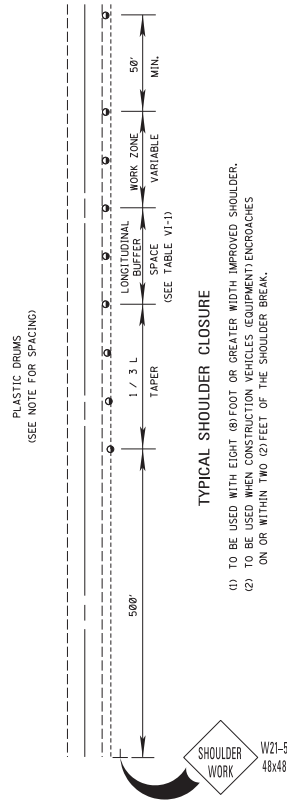 PLASTIC DRUMS
(SEE NOTE FOR SPACING)
50'
MIN.
WORK ZONE
VARIABLE
LONGITUDINAL
BUFFER
SPACE
(SEE TABLE VI-1)
1 / 3 L
TAPER
500'
TYPICAL SHOULDER CLOSURE
(1) TO BE USED WITH EIGHT (8) FOOT OR GREATER WIDTH IMPROVED SHOULDER.
(2) TO BE USED WHEN CONSTRUCTION VEHICLES (EQUIPMENT) ENCROACHES
ON OR WITHIN TWO (2) FEET OF THE SHOULDER BREAK.
SHOULDER
WORK
W21-5
48x48